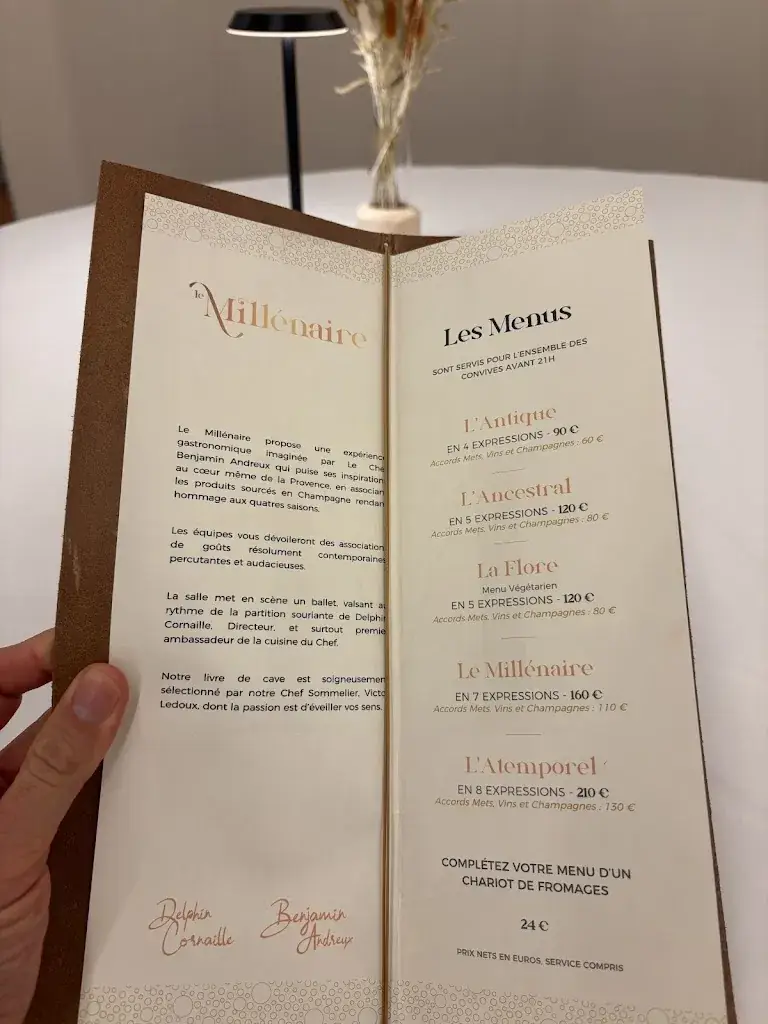 le Millénaire
Le Millénaire propose une expérience
gastronomique imaginée par Le Che
Benjamin Andreux qui puise ses inspiration
au cœur même de la Provence, en associan
les produits sourcés en Champagne rendan
hommage aux quatres saisons.
Les équipes vous dévoileront des association
de goûts résolument contemporaines
percutantes et audacieuses.
La salle met en scène un ballet, valsant au
rythme de la partition souriante de Delphi
Cornaille, Directeur, et surtout premie
ambassadeur de la cuisine du Chef.
Notre livre de cave est soigneusemen
sélectionné par notre Chef Sommelier, Victo
Ledoux, dont la passion est d'éveiller vos sens.
Delphin
Cornaille
Benjamin
Andreux
Les Menus
SONT SERVIS POUR L'ENSEMBLE DES
CONVIVES AVANT 21H
L'Antique
EN 4 EXPRESSIONS - 90 €
Accords Mets, Vins et Champagnes : 60 €
L'Ancestral
EN 5 EXPRESSIONS - 120 €
Accords Mets, Vins et Champagnes : 80 €
La Flore
Menu Végétarien
EN 5 EXPRESSIONS - 120 €
Accords Mets, Vins et Champagnes : 80 €
Le Millénaire
EN 7 EXPRESSIONS - 160 €
Accords Mets, Vins et Champagnes : 110 €
L'Atemporel
EN 8 EXPRESSIONS - 210 €
Accords Mets, Vins et Champagnes : 130 €
COMPLÉTEZ VOTRE MENU D'UN
CHARIOT DE FROMAGES
24 €
PRIX NETS EN EUROS, SERVICE COMPRIS